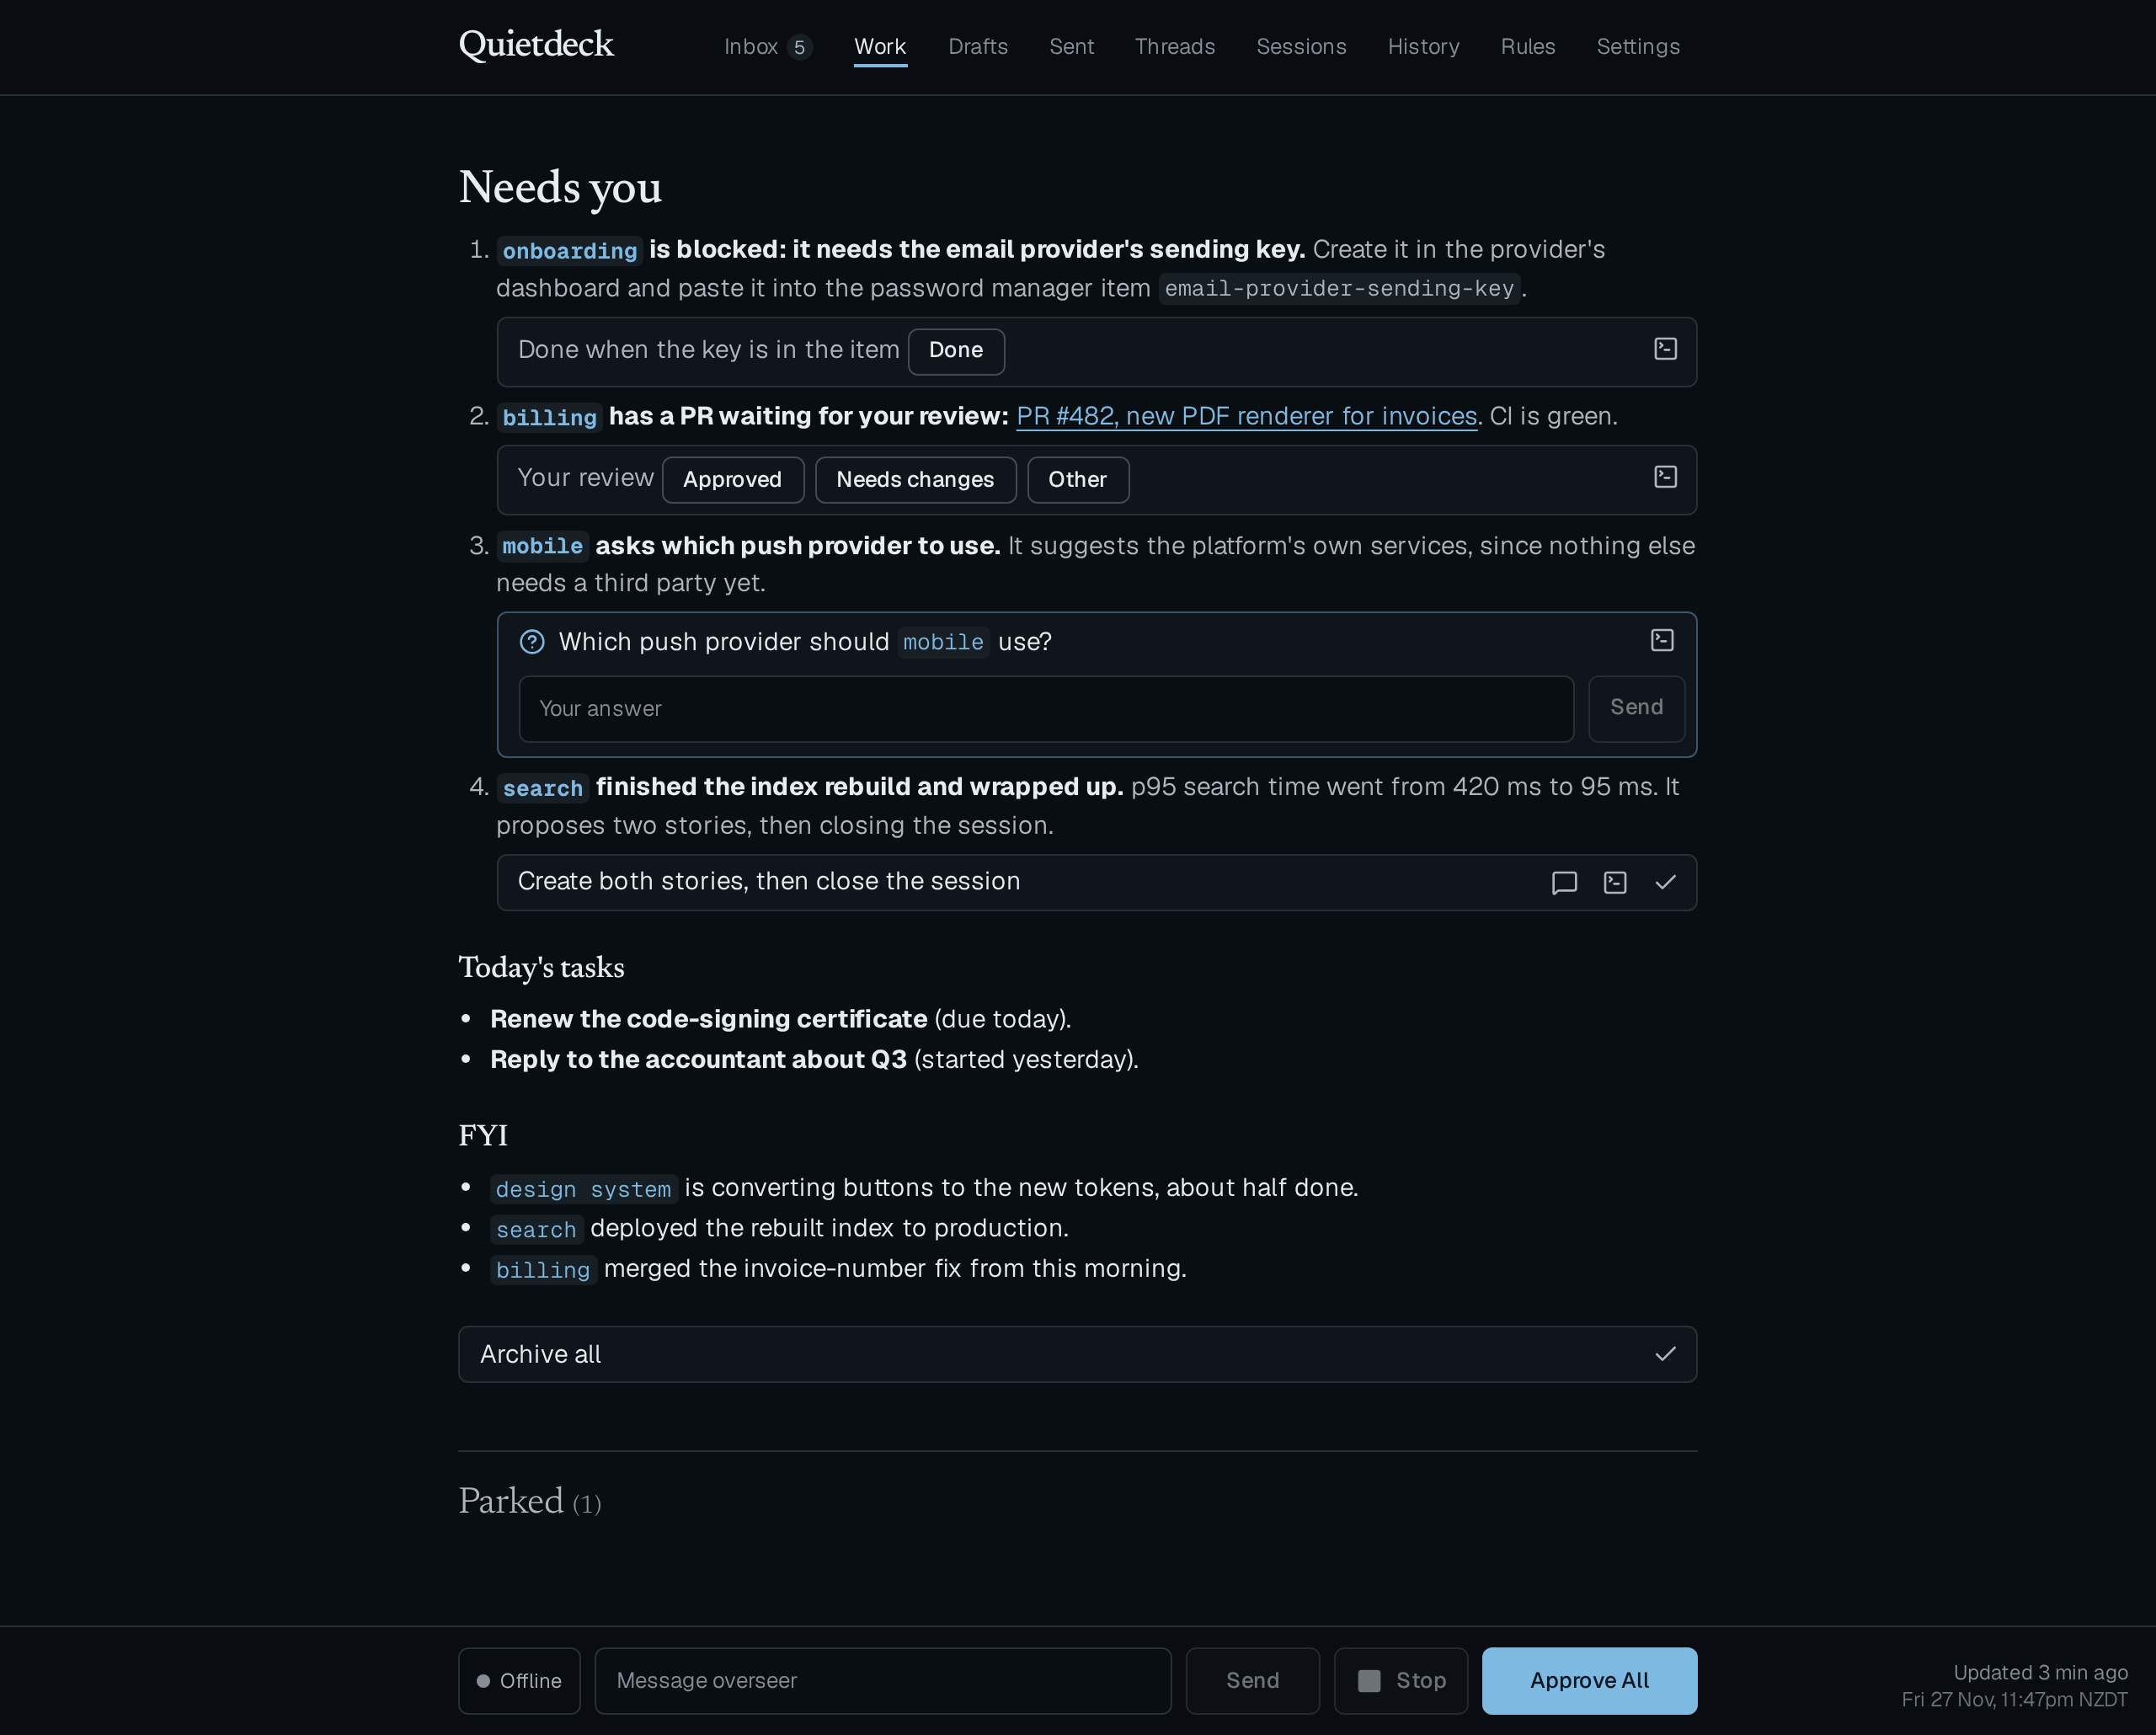 Quietdeck
Inbox 5 Work Drafts Sent Threads Sessions History Rules Settings
Needs you
1. onboarding is blocked: it needs the email provider's sending key. Create it in the provider's
dashboard and paste it into the password manager item email-provider-sending-key.
Done when the key is in the item Done
2. billing has a PR waiting for your review: PR #482, new PDF renderer for invoices. CI is green.
Your review Approved Needs changes Other
3. mobile asks which push provider to use. It suggests the platform's own services, since nothing else
needs a third party yet.
Which push provider should mobile use?
Your answer Send
4. search finished the index rebuild and wrapped up. p95 search time went from 420 ms to 95 ms. It
proposes two stories, then closing the session.
Create both stories, then close the session
Today's tasks
• Renew the code-signing certificate (due today).
• Reply to the accountant about Q3 (started yesterday).
FYI
• design system is converting buttons to the new tokens, about half done.
• search deployed the rebuilt index to production.
• billing merged the invoice-number fix from this morning.
Archive all
Parked (1)
Offline Message overseer Send Stop Approve All
Updated 3 min ago
Fri 27 Nov, 11:47pm NZDT